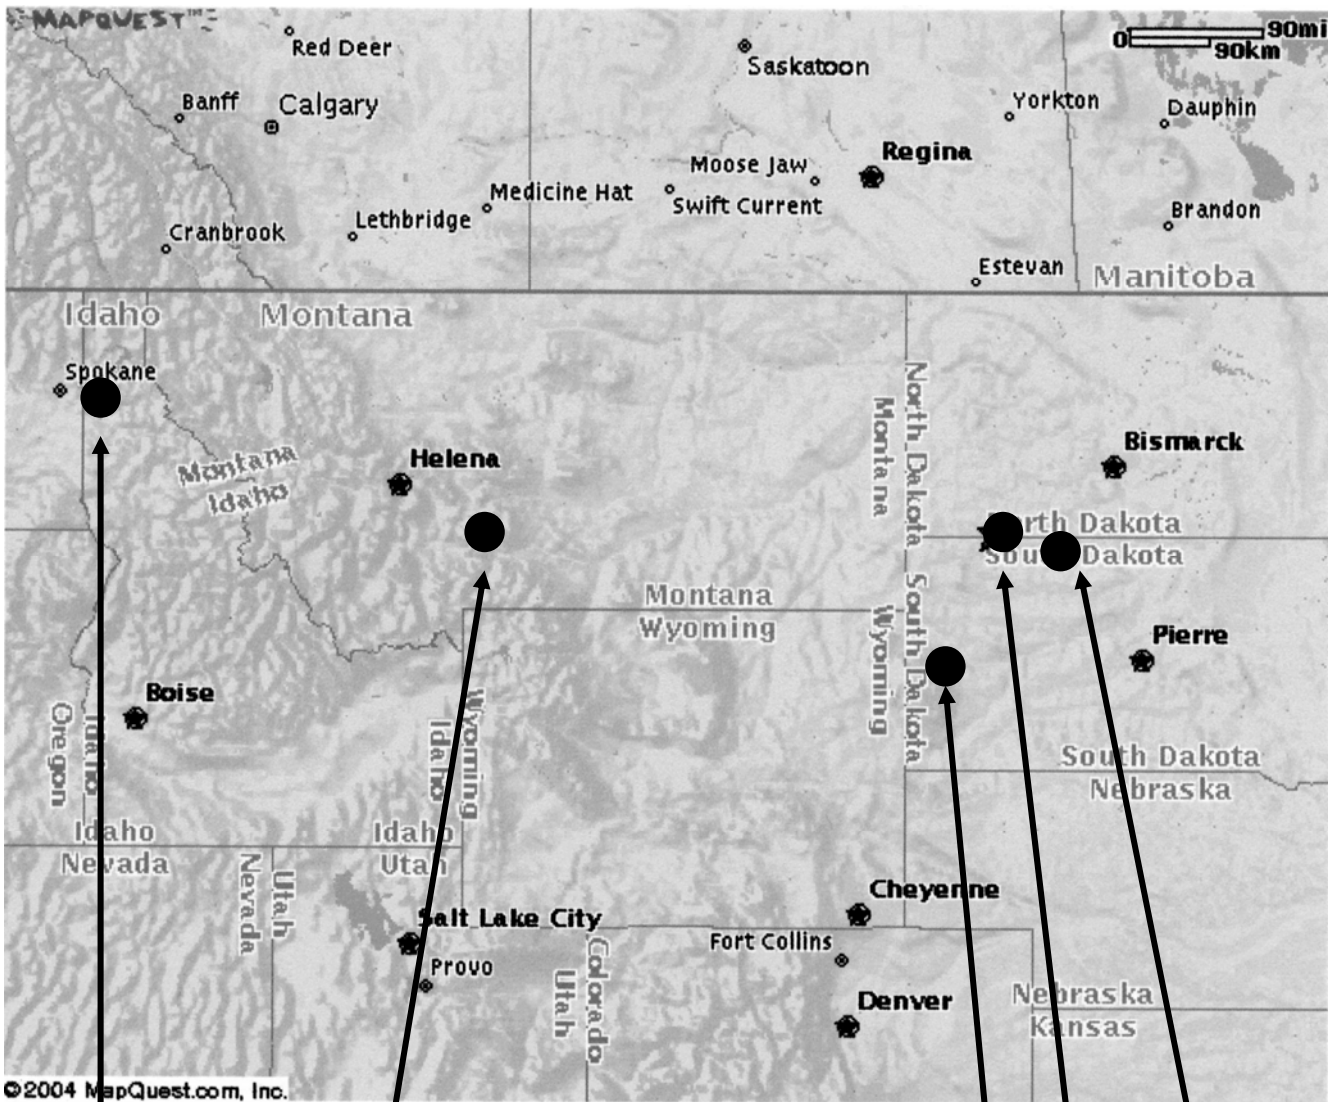 MAPQUEST™
Red Deer
Saskatoon
0 90mi
90km
Banff
Calgary
Yorkton
Dauphin
Regina
Moose Jaw
Medicine Hat
Swift Current
Lethbridge
Brandon
Cranbrook
Estevan
Manitoba
Idaho
Montana
Spokane
North Dakota
Montana
Bismarck
Helena
Montana
Idaho
North Dakota
South Dakota
Montana
Wyoming
South Dakota
Wyoming
Pierre
Boise
Oregon
Idaho
Wyoming
Idaho
South Dakota
Nebraska
Idaho
Nevada
Idaho
Utah
Nevada
Utah
Cheyenne
Salt Lake City
Fort Collins
Provo
Colorado
Utah
Denver
Nebraska
Kansas
©2004 MapQuest.com, Inc.